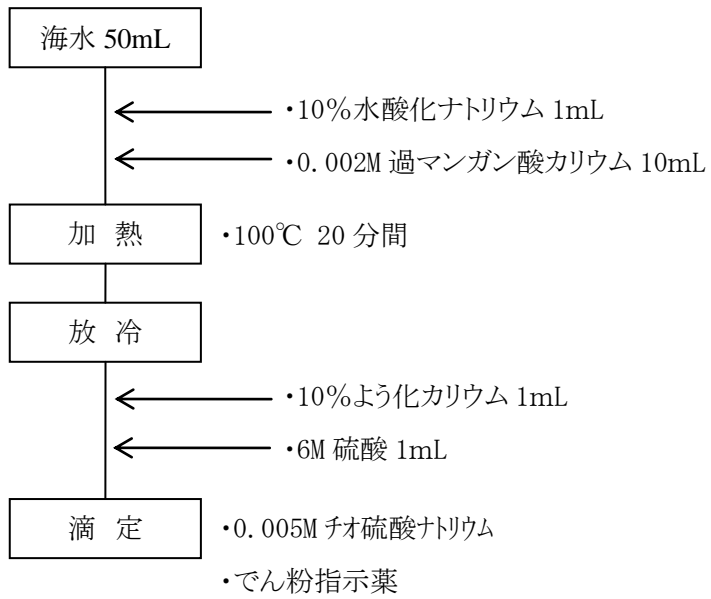 海水 50mL
・10％水酸化ナトリウム 1mL
・0.002M 過マンガン酸カリウム 10mL
加 熱 ・100℃ 20 分間
放 冷
・10％よう化カリウム 1mL
・6M 硫酸 1mL
滴 定 ・0.005M チオ硫酸ナトリウム
・でん粉指示薬